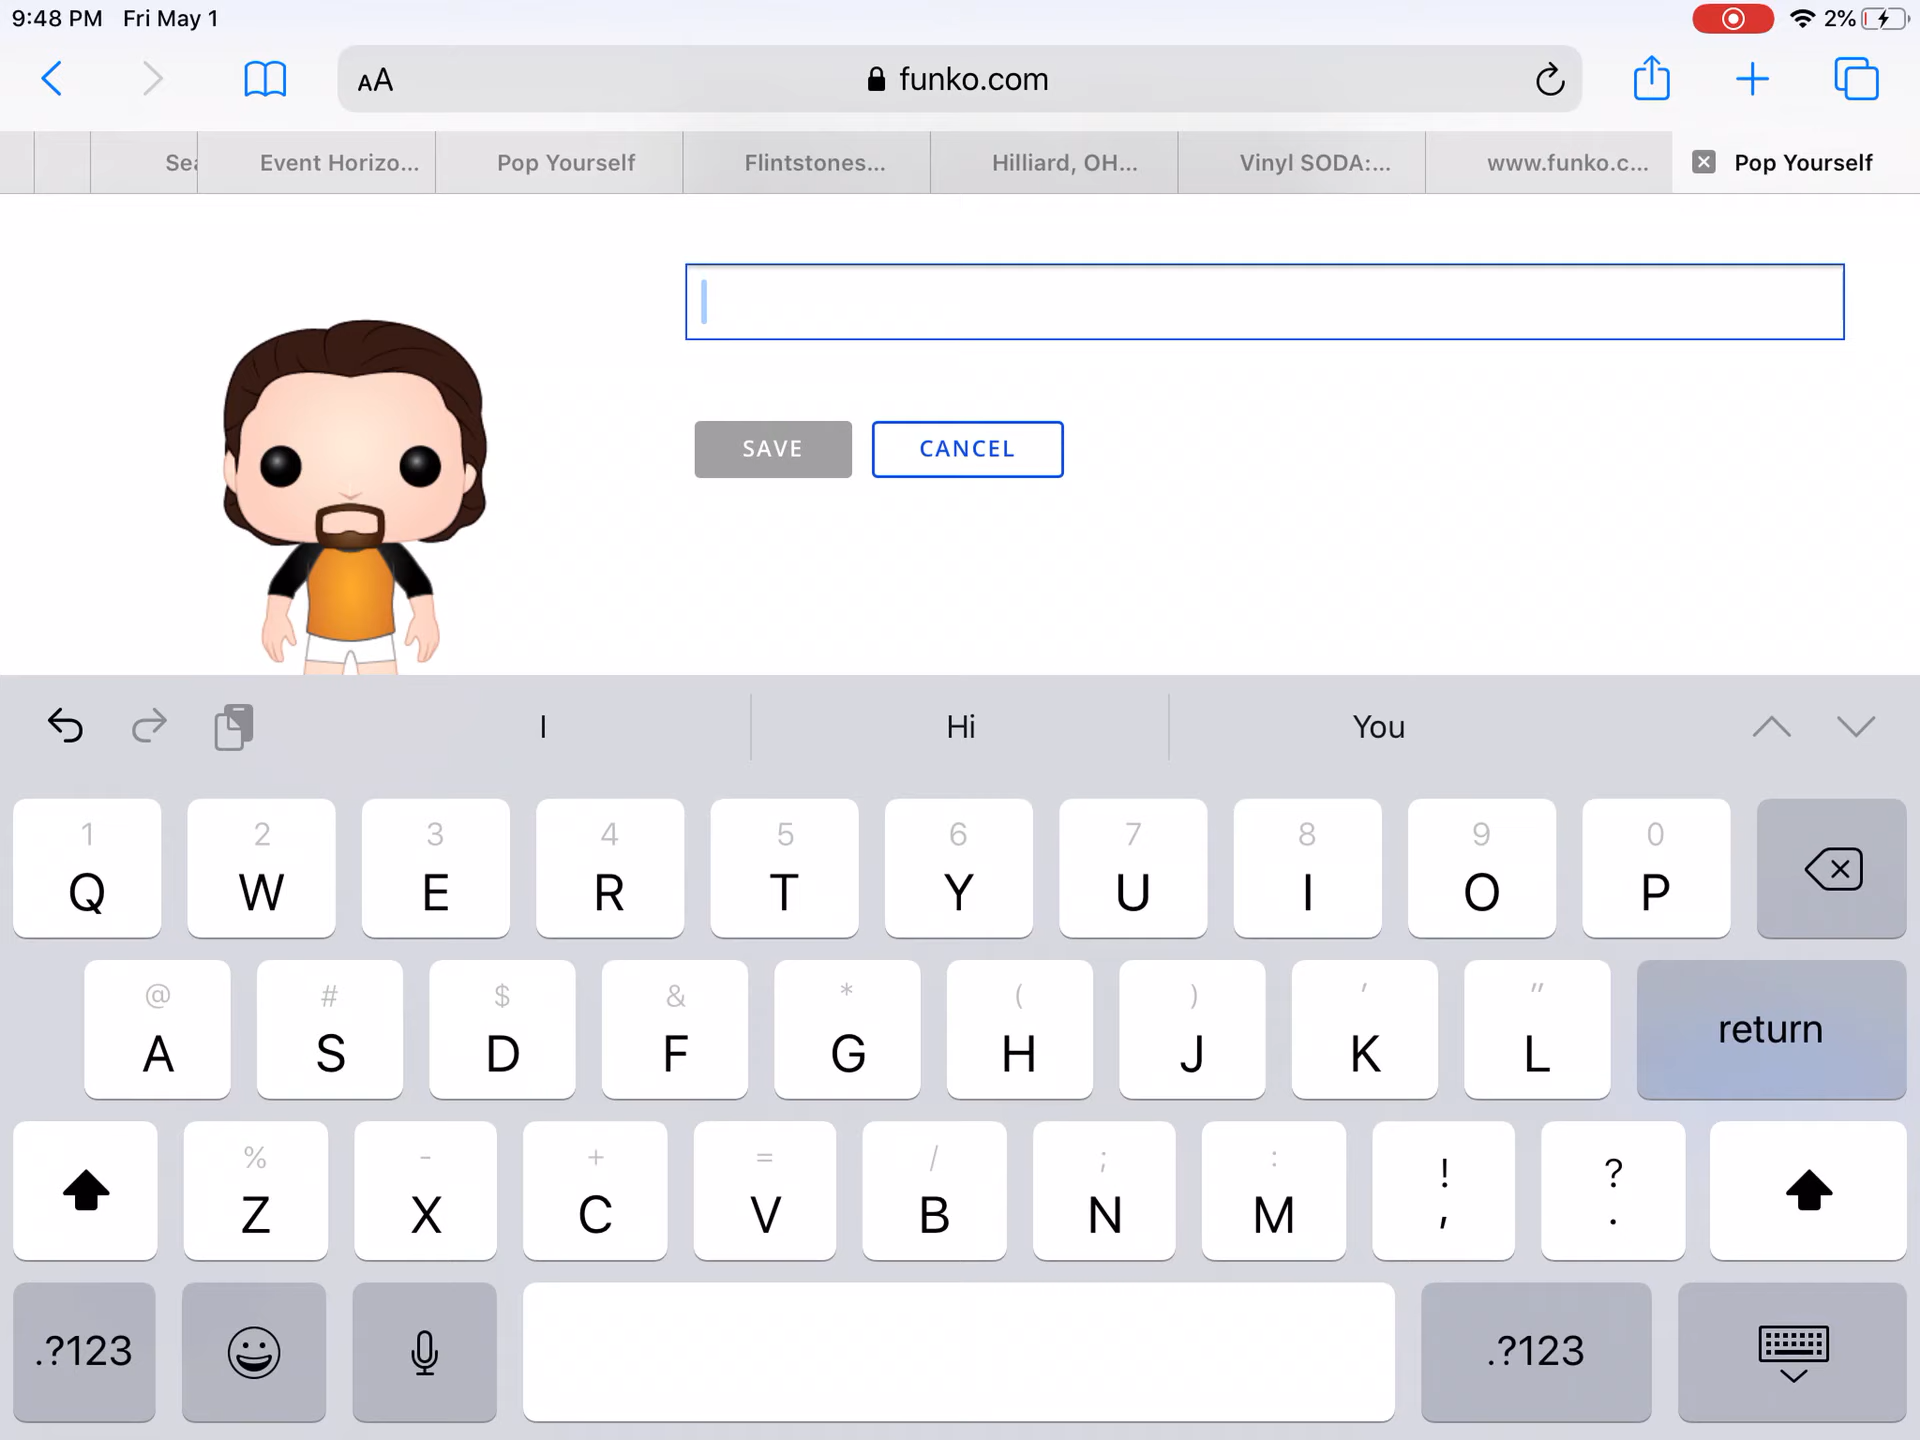 9:48 PM Fri May 1
2%
AA
funko.com
Sea
Event Horizo...
Pop Yourself
Flintstones...
Hilliard, OH...
Vinyl SODA:...
www.funko.c...
Pop Yourself
SAVE
CANCEL
I
Hi
You
1 2 3 4 5 6 7 8 9 0
Q W E R T Y U I O P
@ # $ & * ( ) ' "
A S D F G H J K L
return
% - + = / ; : ! ?
Z X C V B N M , .
.?123
.?123